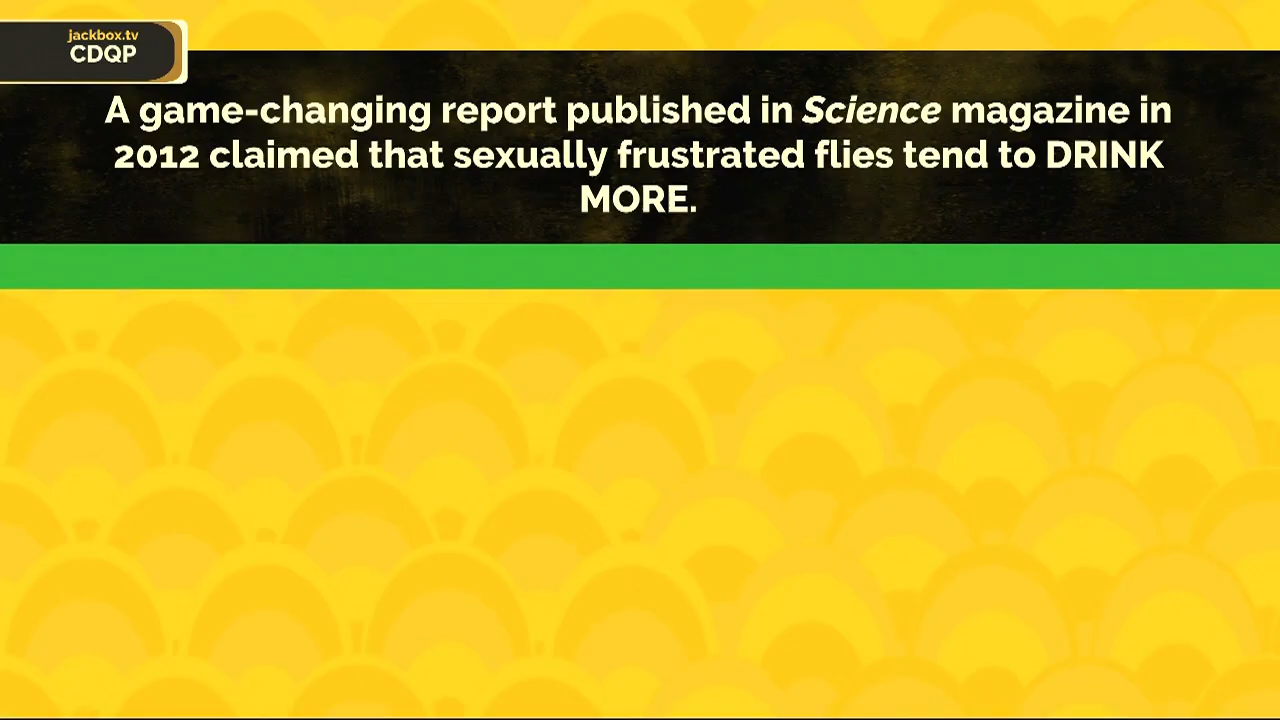 jackbox.tv
CDQP
A game-changing report published in Science magazine in
2012 claimed that sexually frustrated flies tend to DRINK
MORE.